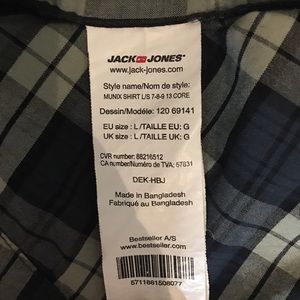 JACK JONES®
www.jack-jones.com
Style name/Nom de style:
MUNIX SHIRT L/S 7-8-9 13 CORE
Dessin/Modéle: 120 69141
EU size : L /TAILLE EU: G
UK size : L /TAILLE UK: G
CVR number: 88216512
CA number/Numéro de TVA: 57831
DEK-HBJ
Made in Bangladesh
Fabriqué au Bangladesh
Bestseller A/S
www.bestseller.com
5711881508077